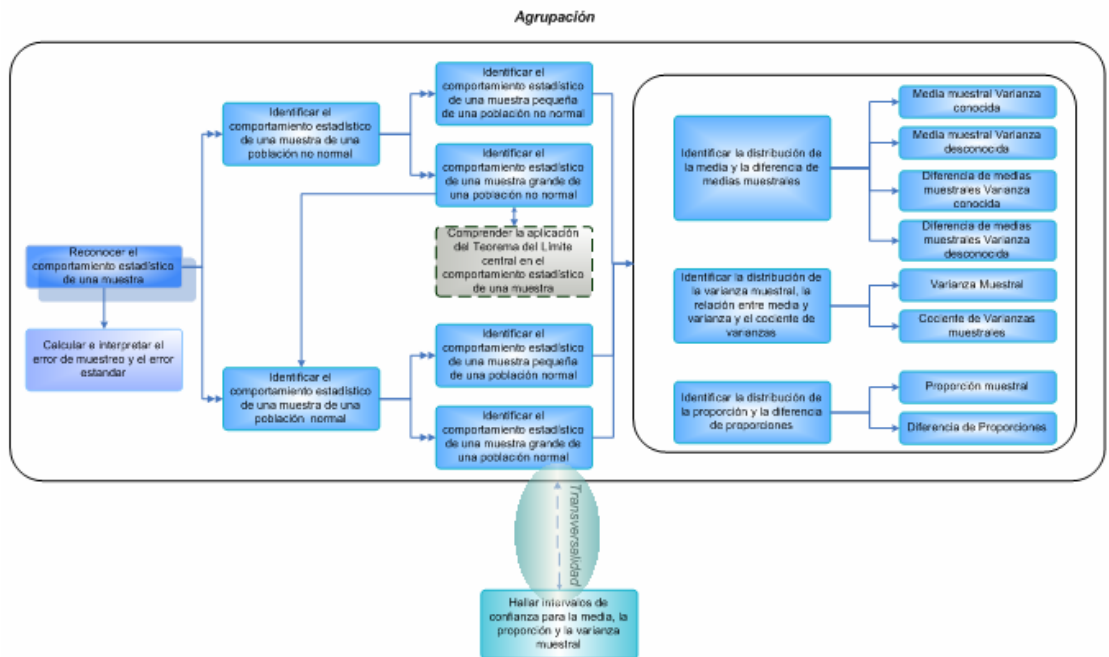 Agrupación
Identificar el
comportamiento estadístico
de una muestra pequeña
de población no normal
Identificar el
comportamiento estadístico
de una muestra de una
población no normal
Identificar el
comportamiento estadístico
de una muestra grande de
una población no normal
Comprender la aplicación
del Teorema del Límite
central en el
comportamiento estadístico
de una muestra
Reconocer el
comportamiento estadístico
de una muestra
Calcular e interpretar el
error de muestreo y el error
estandar
Identificar el
comportamiento estadístico
de una muestra de una
población normal
Identificar el
comportamiento estadístico
de una muestra pequeña
de una población normal
Identificar el
comportamiento estadístico
de una muestra grande de
una población normal
Identificar la distribución de
la media y la diferencia de
medias muestrales
Media muestral Varianza
conocida
Media muestral Varianza
desconocida
Diferencia de medias
muestrales Varianza
conocida
Diferencia de medias
muestrales Varianza
desconocida
Identificar la distribución de
la varianza muestral, la
relación entre media y
varianza y el cociente de
varianzas
Varianza Muestral
Cociente de Varianzas
muestrales
Identificar la distribución de
la proporción y la diferencia
de proporciones
Proporción muestral
Diferencia de Proporciones
Transversalidad
Hallar intervalos de
confianza para la media, la
proporción y la varianza
muestral